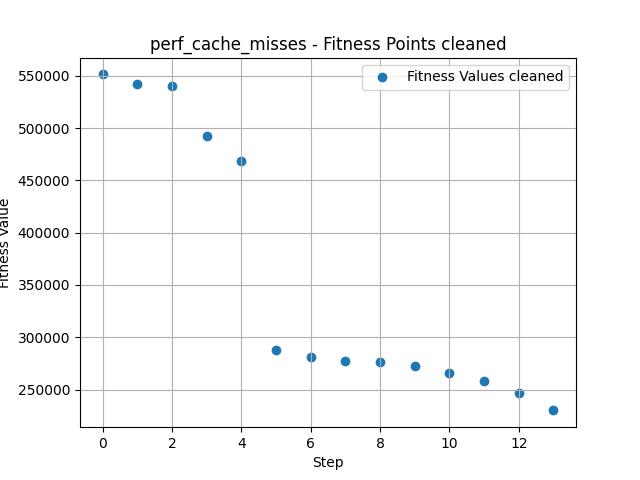 perf_cache_misses - Fitness Points cleaned
Fitness Values cleaned
550000
500000
450000
400000
350000
300000
250000
Fitness Value
0 2 4 6 8 10 12
Step